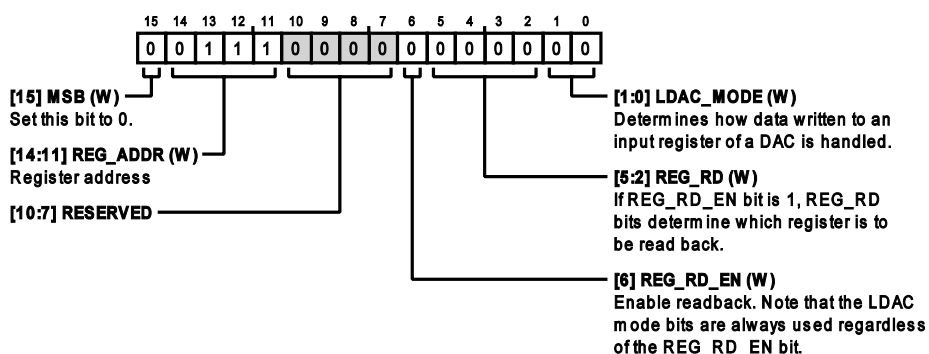 15 14 13 12 11 10 9 8 7 6 5 4 3 2 1 0
0 0 1 1 1 0 0 0 0 0 0 0 0 0 0 0
[15] MSB (W)
Set this bit to 0.
[14:11] REG_ADDR (W)
Register address
[10:7] RESERVED
[1:0] LDAC_MODE (W)
Determines how data written to an
input register of a DAC is handled.
[5:2] REG_RD (W)
If REG_RD_EN bit is 1, REG_RD
bits determine which register is to
be read back.
[6] REG_RD_EN (W)
Enable readback. Note that the LDAC
mode bits are always used regardless
of the REG_RD_EN bit.